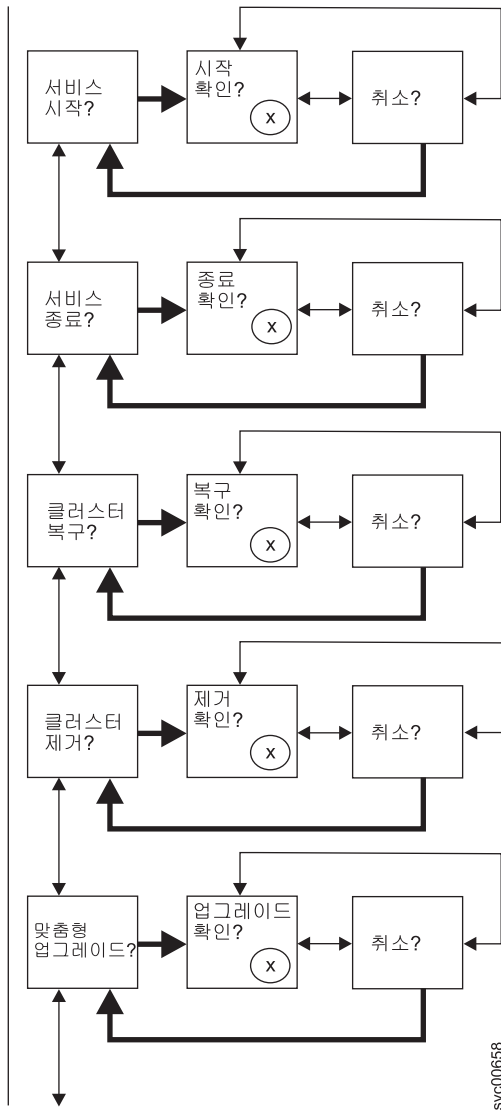 서비스
시작?
시작
확인?
x
취소?
서비스
종료?
종료
확인?
x
취소?
클러스터
복구?
복구
확인?
x
취소?
클러스터
제거?
제거
확인?
x
취소?
맞춤형
업그레이드?
업그레이드
확인?
x
취소?
svc00658